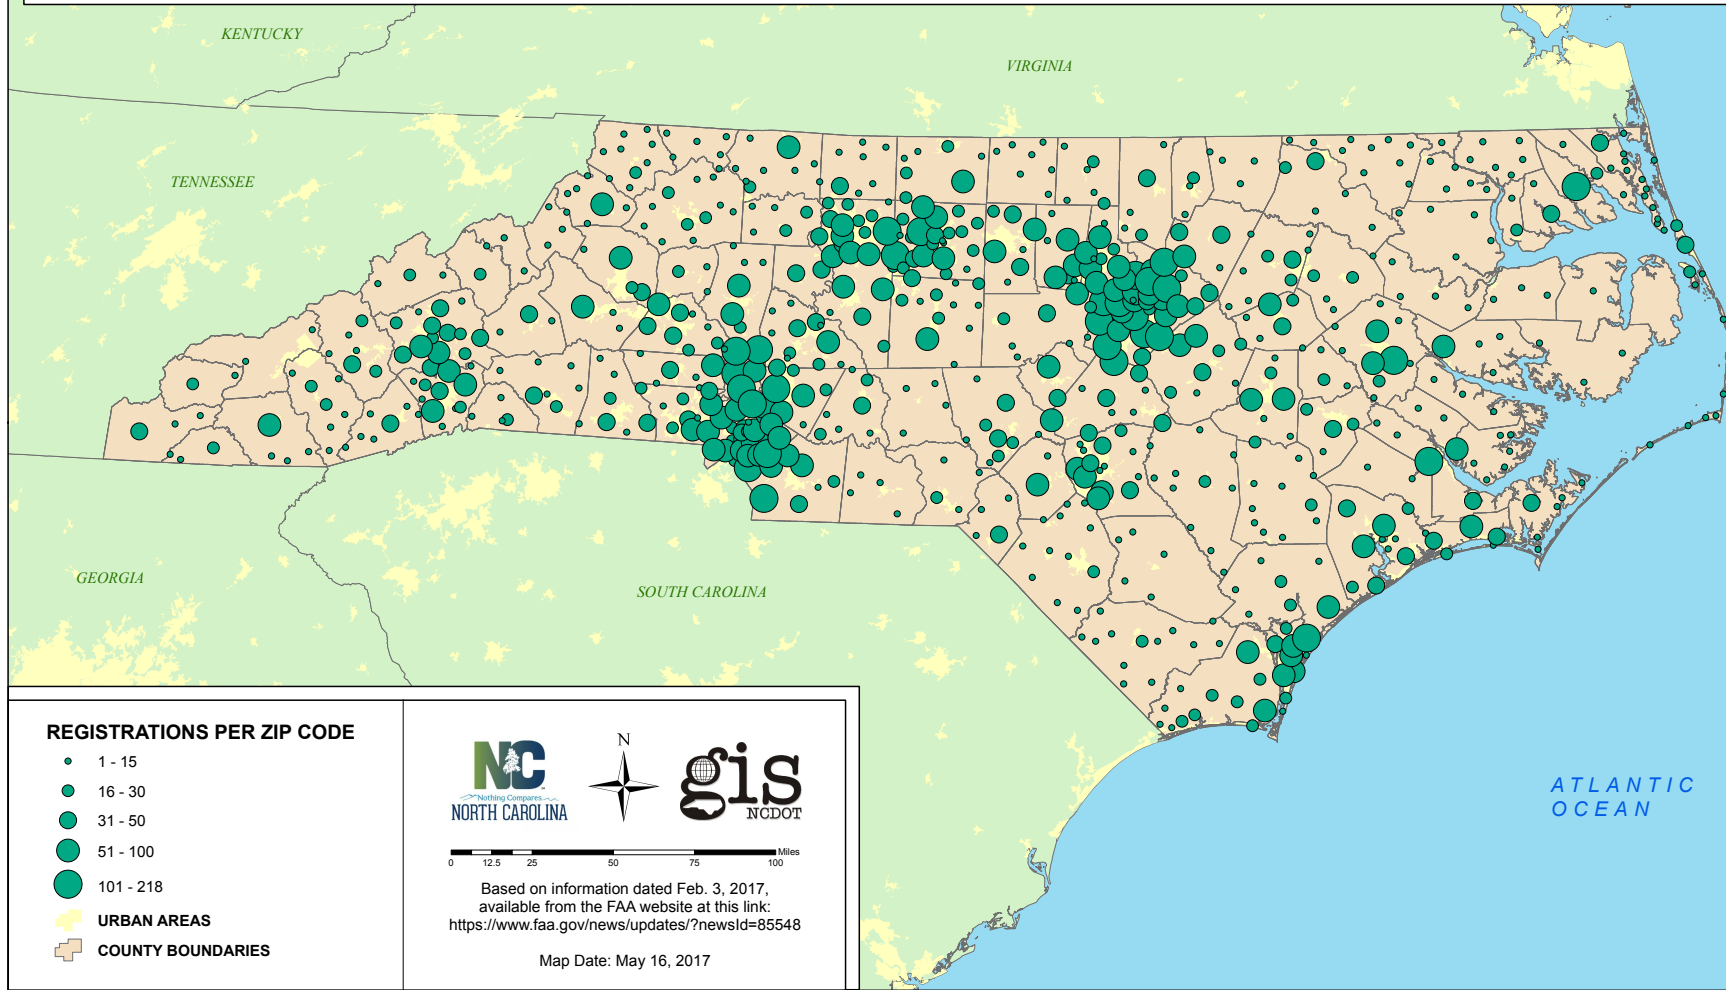 KENTUCKY
VIRGINIA
TENNESSEE
GEORGIA
SOUTH CAROLINA
ATLANTIC
OCEAN
REGISTRATIONS PER ZIP CODE
1 - 15
16 - 30
31 - 50
51 - 100
101 - 218
URBAN AREAS
COUNTY BOUNDARIES
NC
Nothing Compares
NORTH CAROLINA
N
gis
NCDOT
0 12.5 25 50 75 100 Miles
Based on information dated Feb. 3, 2017,
available from the FAA website at this link:
https://www.faa.gov/news/updates/?newsId=85548
Map Date: May 16, 2017